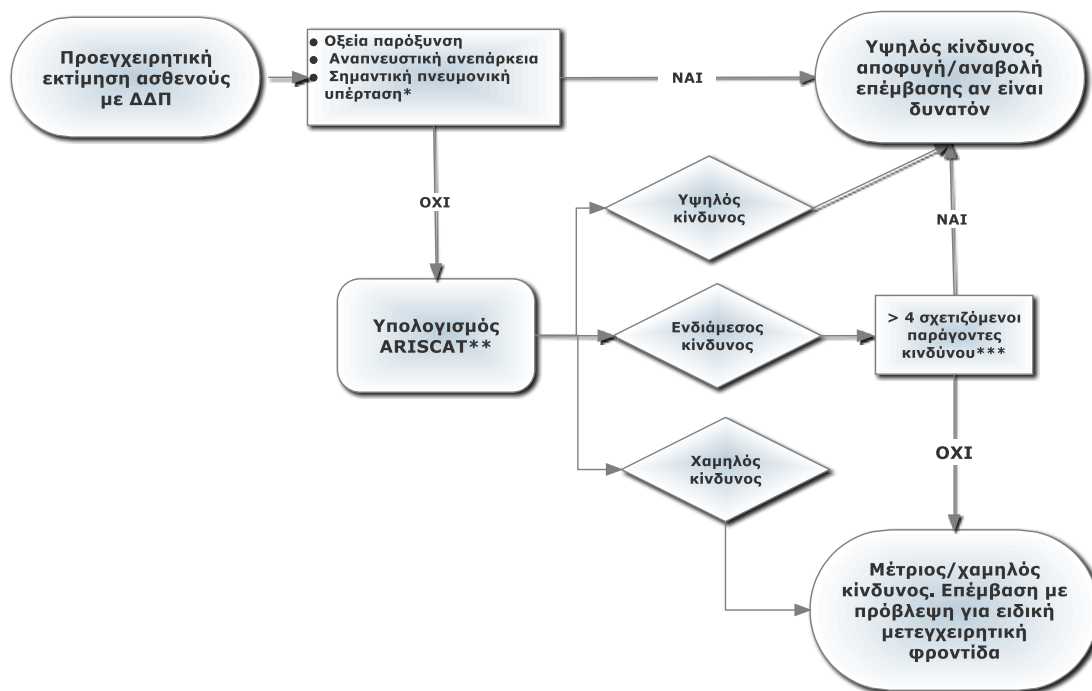 Προεγχειρητική
εκτίμηση ασθενούς
με ΔΔΠ
● Οξεία παρόξυνση
● Αναπνευστική ανεπάρκεια
● Σημαντική πνευμονική
υπέρταση*
ΝΑΙ
Υψηλός κίνδυνος
αποφυγή/αναβολή
επέμβασης αν είναι
δυνατόν
ΟΧΙ
Υψηλός
κίνδυνος
ΝΑΙ
Υπολογισμός
ARISCAT**
Ενδιάμεσος
κίνδυνος
> 4 σχετιζόμενοι
παράγοντες
κινδύνου***
Χαμηλός
κίνδυνος
ΟΧΙ
Μέτριος/χαμηλός
κίνδυνος. Επέμβαση με
πρόβλεψη για ειδική
μετεγχειρητική
φροντίδα